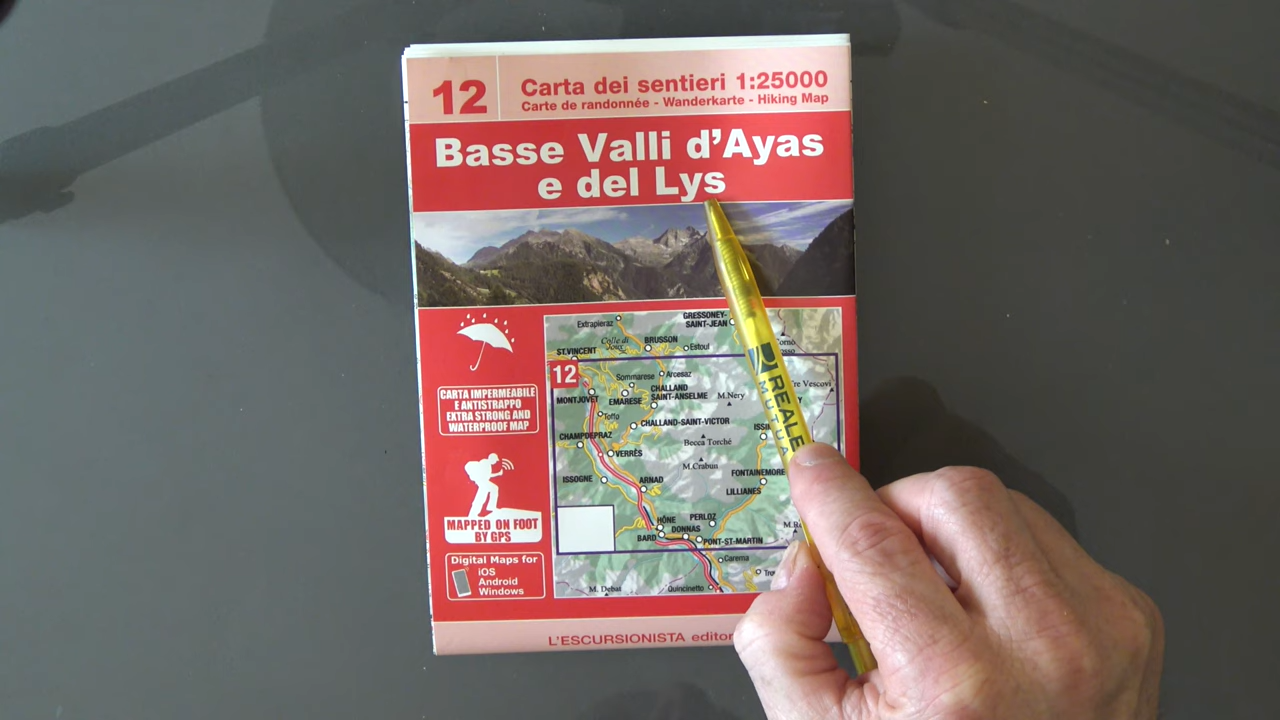 12
Carta dei sentieri 1:25000
Carte de randonnée - Wanderkarte - Hiking Map
Basse Valli d'Ayas
e del Lys
CARTA IMPERMEABILE
E ANTISTRAPPO
EXTRA STRONG AND
WATERPROOF MAP
MAPPED ON FOOT
BY GPS
Digital Maps for
iOS
Android
Windows
Extrapieraz
GRESSONEY-
SAINT-JEAN
Colle di
Joux
BRUSSON
Estoul
ST.VINCENT
12
Sommarese
Arcesaz
MONTJOVET
EMARESE
CHALLAND
SAINT-ANSELME
M.Nery
Tre Vescovi
Toffo
CHALLAND-SAINT-VICTOR
CHAMPDEPRAZ
Becca Torché
VERRÈS
M.Crabun
ISSOGNE
ARNAD
FONTAINEMORE
LILLIANES
HÔNE
PERLOZ
DONNAS
BARD
PONT-ST-MARTIN
Carema
M. Debat
Quincinetto
L'ESCURSIONISTA
REALE